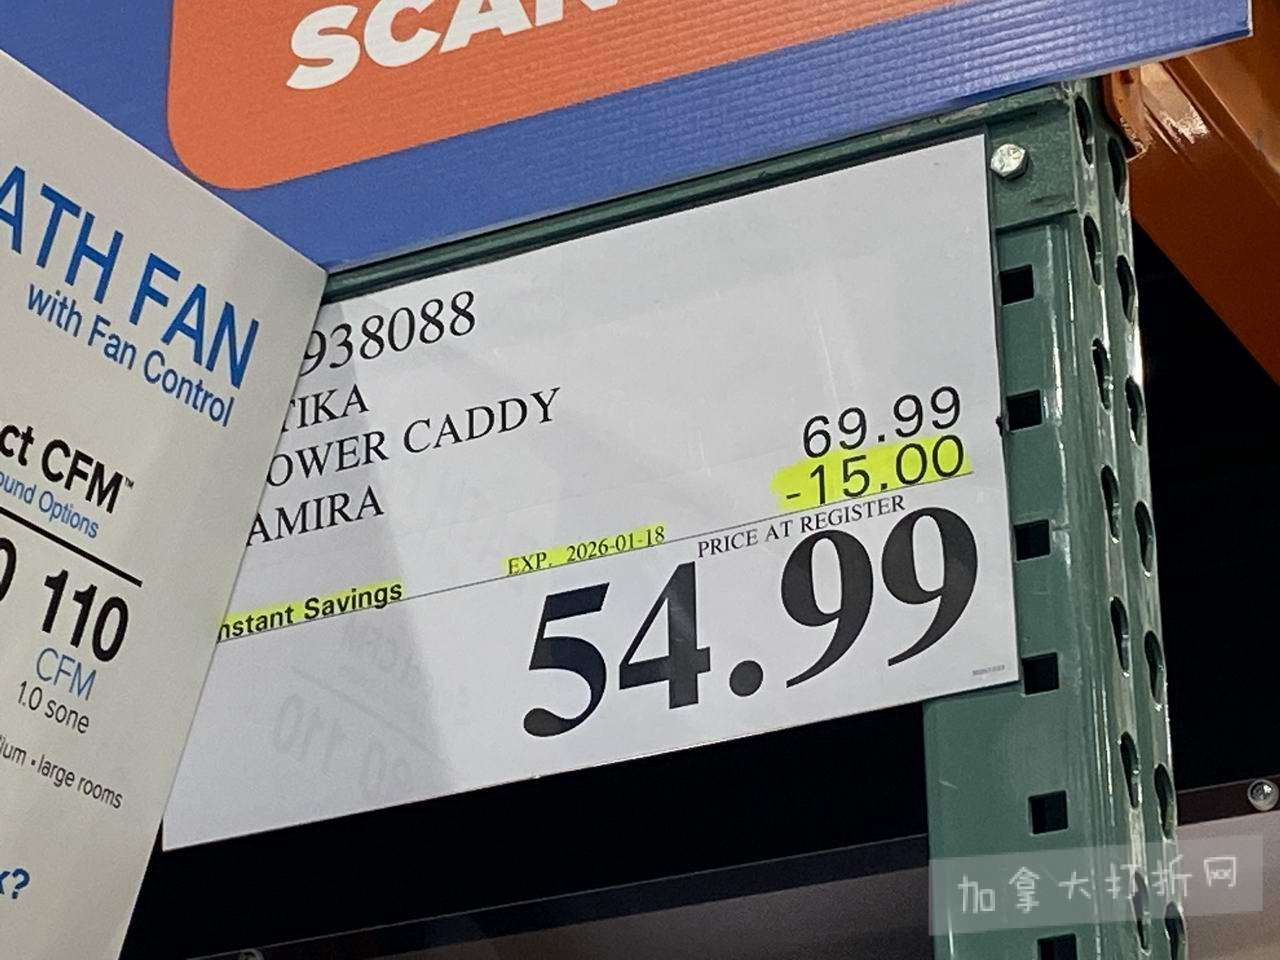 SCAN
ATH FAN
with Fan Control
ct CFM™
ound Options
110
CFM
1.0 sone
ium • large rooms
k?
938088
TIKA
OWER CADDY
AMIRA
69.99
-15.00
EXP. 2026-01-18
PRICE AT REGISTER
nstant Savings
54.99
加拿大打折网